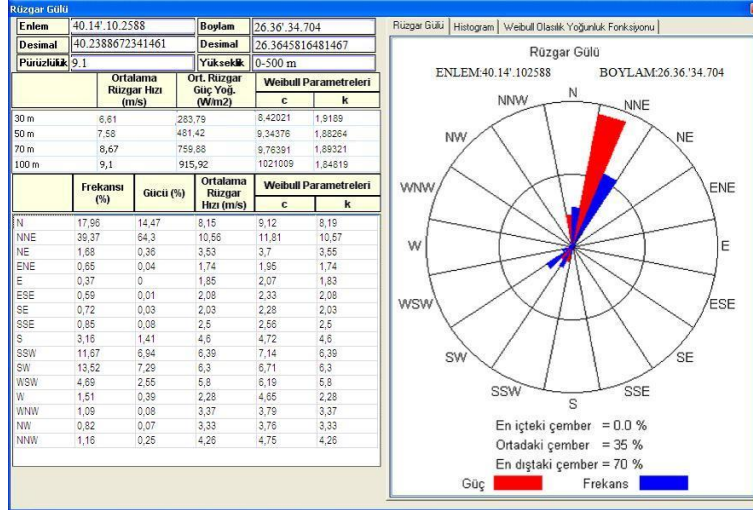 Rüzgar Gülü
Enlem 40.14'.10.2588 Boylam 26.36'.34.704
Desimal 40.2388672341461 Desimal 26.3645816481467
Pürüzlülük 9.1 Yükseklik 0-500 m
Ortalama Rüzgar Hızı (m/s) Ort. Rüzgar Güç Yoğ. (W/m2) Weibull Parametreleri
c k
30 m 6,61 283,79 8,42021 1,9189
50 m 7,58 481,42 9,34376 1,88264
70 m 8,67 759,88 9,76391 1,89321
100 m 9,1 915,92 1021009 1,84819
Frekansı (%) Gücü (%) Ortalama Rüzgar Hızı (m/s) Weibull Parametreleri
c k
N 17,96 14,47 8,15 9,12 8,19
NNE 39,37 64,3 10,56 11,81 10,57
NE 1,68 0,36 3,53 3,7 3,55
ENE 0,65 0,04 1,74 1,95 1,74
E 0,37 0 1,85 2,07 1,83
ESE 0,59 0,01 2,08 2,33 2,08
SE 0,72 0,03 2,03 2,28 2,03
SSE 0,85 0,08 2,5 2,56 2,5
S 3,16 1,41 4,6 4,72 4,6
SSW 11,67 6,94 6,39 7,14 6,39
SW 13,52 7,29 6,3 6,71 6,3
WSW 4,69 2,55 5,8 6,19 5,8
W 1,51 0,39 2,28 4,65 2,28
WNW 1,09 0,08 3,37 3,79 3,37
NW 0,82 0,07 3,33 3,76 3,33
NNW 1,16 0,25 4,26 4,75 4,26
Rüzgar Gülü Histogram Weibull Olasılık Yoğunluk Fonksiyonu
Rüzgar Gülü
ENLEM:40.14'.102588 BOYLAM:26.36.'34.704
N
NNW NNE
NW NE
WNW ENE
W E
WSW ESE
SW SE
SSW SSE
S
En içteki çember = 0.0 %
Ortadaki çember = 35 %
En dıştaki çember = 70 %
Güç Frekans